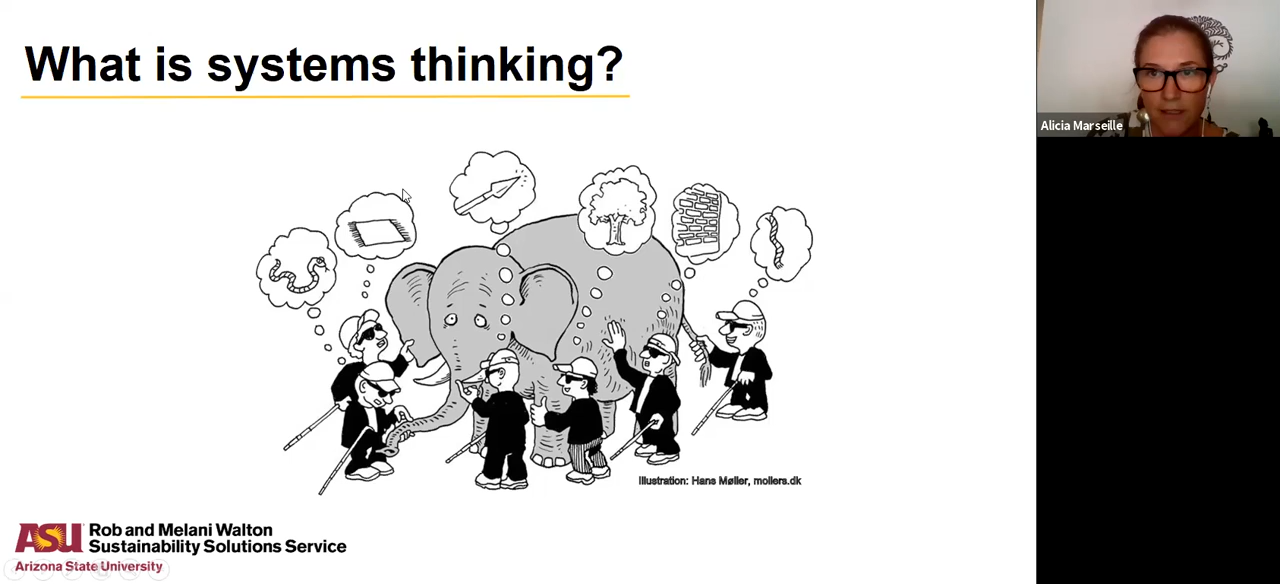 What is systems thinking?
Alicia Marseille
Illustration: Hans Møller, mollers.dk
ASU Rob and Melani Walton
Sustainability Solutions Service
Arizona State University